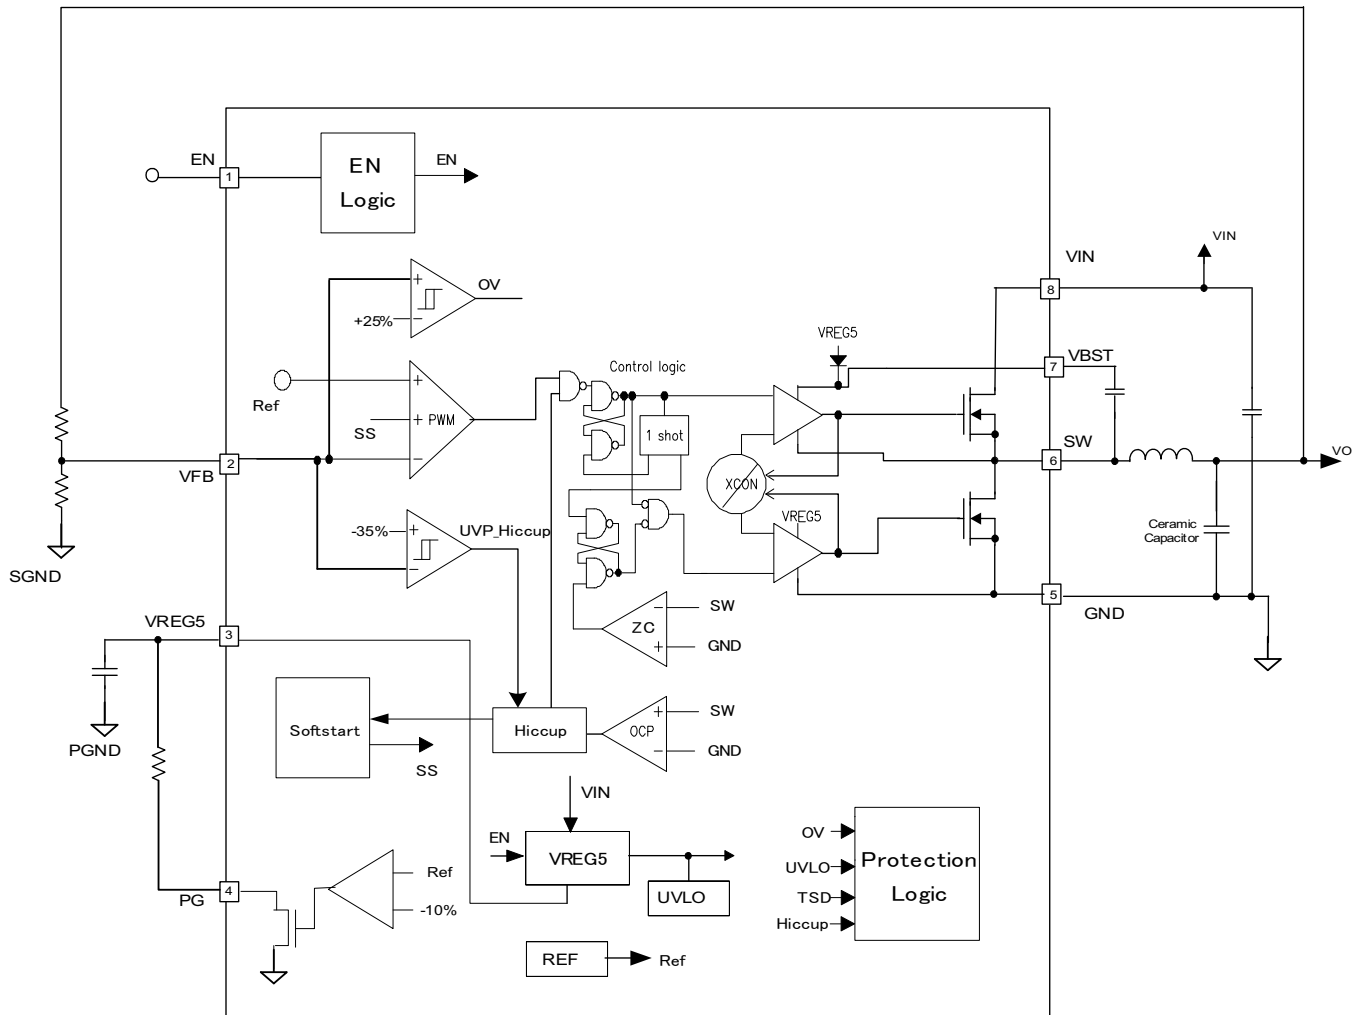 EN
1
EN
Logic
EN
OV
+
+25%
−
VIN
VIN
8
VREG5
VBST
7
Control logic
Ref
+
SS
+
PWM
−
1 shot
SW
6
VO
VFB
2
XCON
-35%
+
−
UVP_Hiccup
VREG5
Ceramic
Capacitor
SGND
GND
5
VREG5
3
ZC
−
SW
+
GND
PGND
Softstart
SS
Hiccup
OCP
+
SW
−
GND
VIN
EN
VREG5
UVLO
OV
UVLO
TSD
Hiccup
Protection
Logic
PG
4
Ref
-10%
REF
Ref